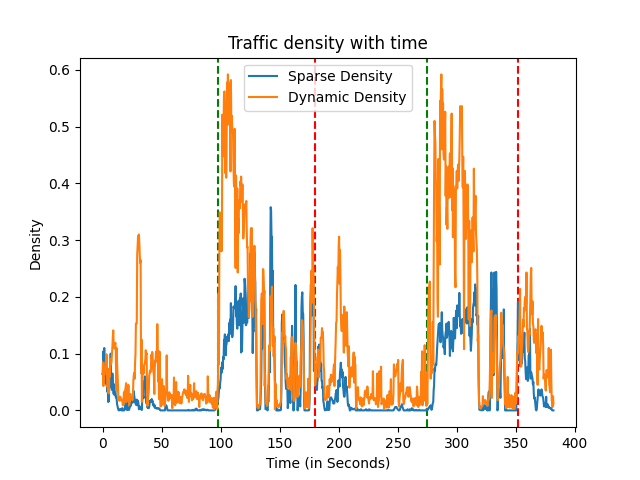 Traffic density with time
Sparse Density
Dynamic Density
Density
0.6
0.5
0.4
0.3
0.2
0.1
0.0
0 50 100 150 200 250 300 350 400
Time (in Seconds)